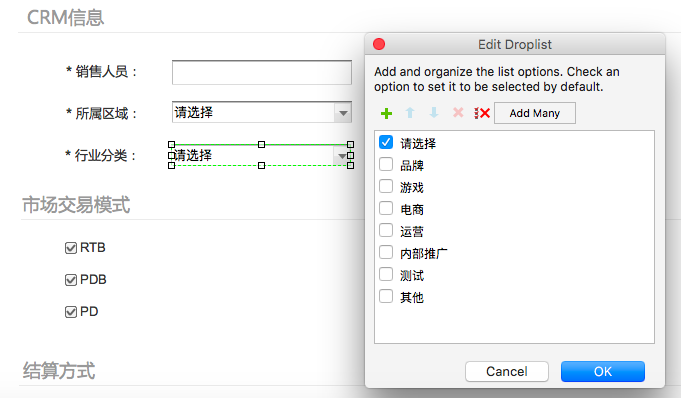 CRM信息
* 销售人员：
* 所属区域：
请选择
* 行业分类：
请选择
市场交易模式
RTB
PDB
PD
结算方式
Edit Droplist
Add and organize the list options. Check an
option to set it to be selected by default.
Add Many
请选择
品牌
游戏
电商
运营
内部推广
测试
其他
Cancel
OK